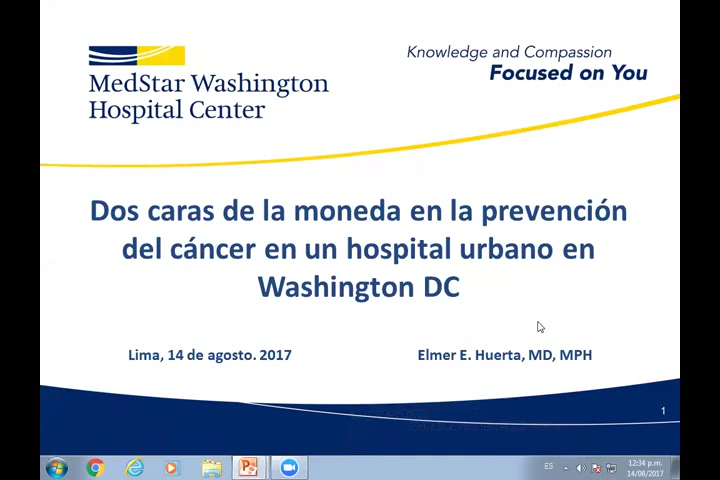 MedStar Washington
Hospital Center
Knowledge and Compassion
Focused on You
Dos caras de la moneda en la prevención
del cáncer en un hospital urbano en
Washington DC
Lima, 14 de agosto. 2017
Elmer E. Huerta, MD, MPH
1
ES
12:34 p.m.
14/08/2017